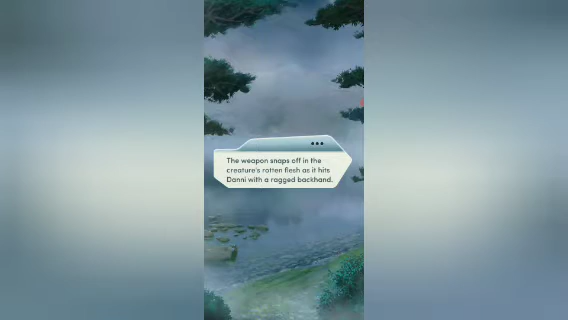 The weapon snaps off in the
creature's rotten flesh as it hits
Danni with a ragged backhand.